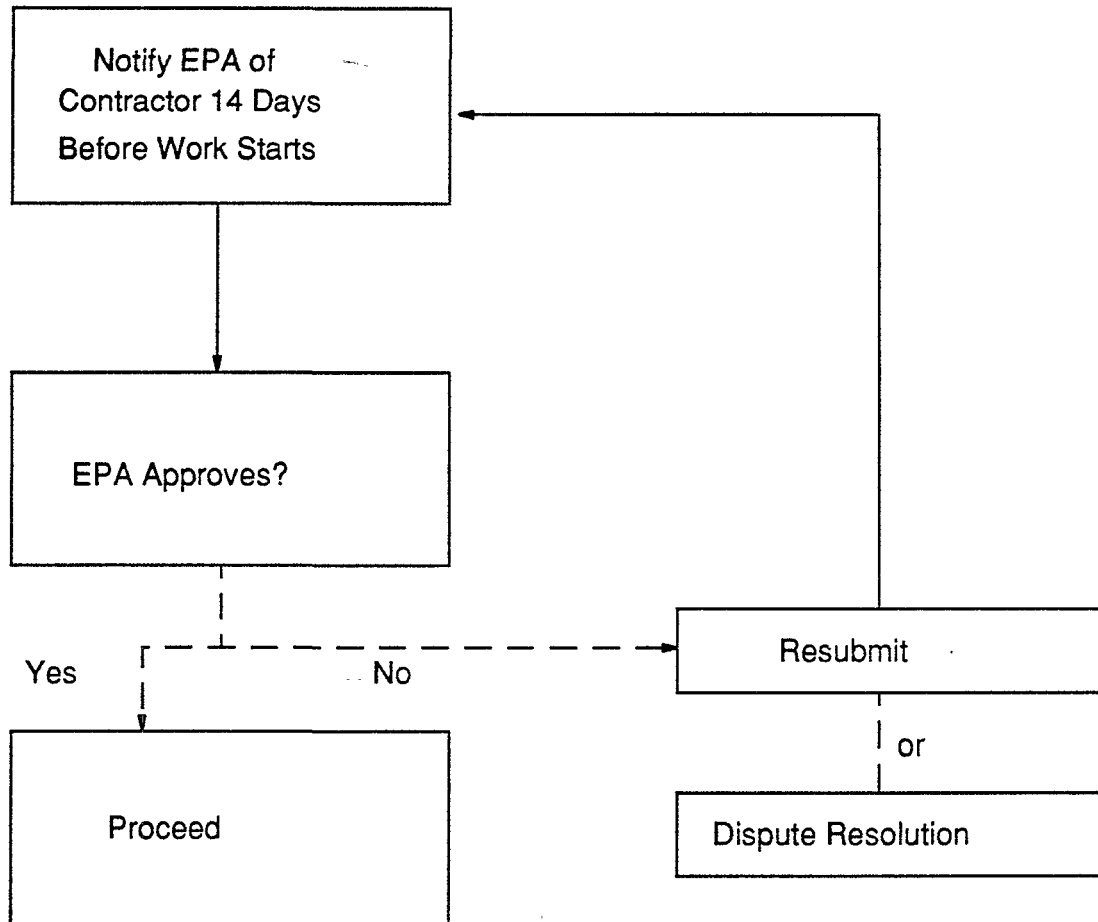 Notify EPA of
Contractor 14 Days
Before Work Starts
EPA Approves?
Yes
No
Resubmit
or
Proceed
Dispute Resolution